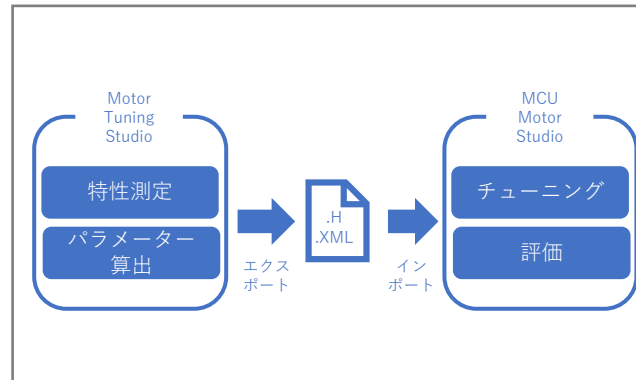 Motor
Tuning
Studio
特性測定
パラメーター
算出
エクス
ポート
.H
.XML
イン
ポート
MCU
Motor
Studio
チューニング
評価